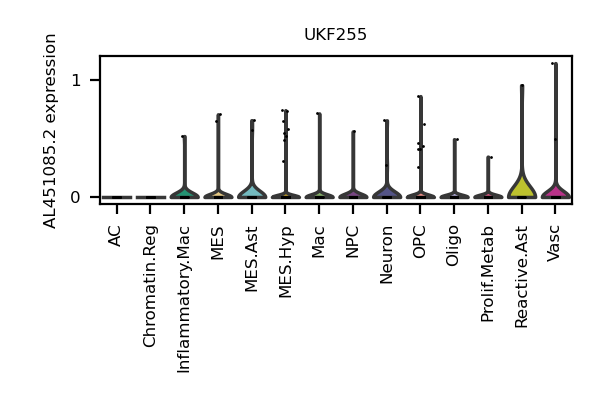 UKF255
AL451085.2 expression
1
0
AC
Chromatin.Reg
Inflammatory.Mac
MES
MES.Ast
MES.Hyp
Mac
NPC
Neuron
OPC
Oligo
Prolif.Metab
Reactive.Ast
Vasc